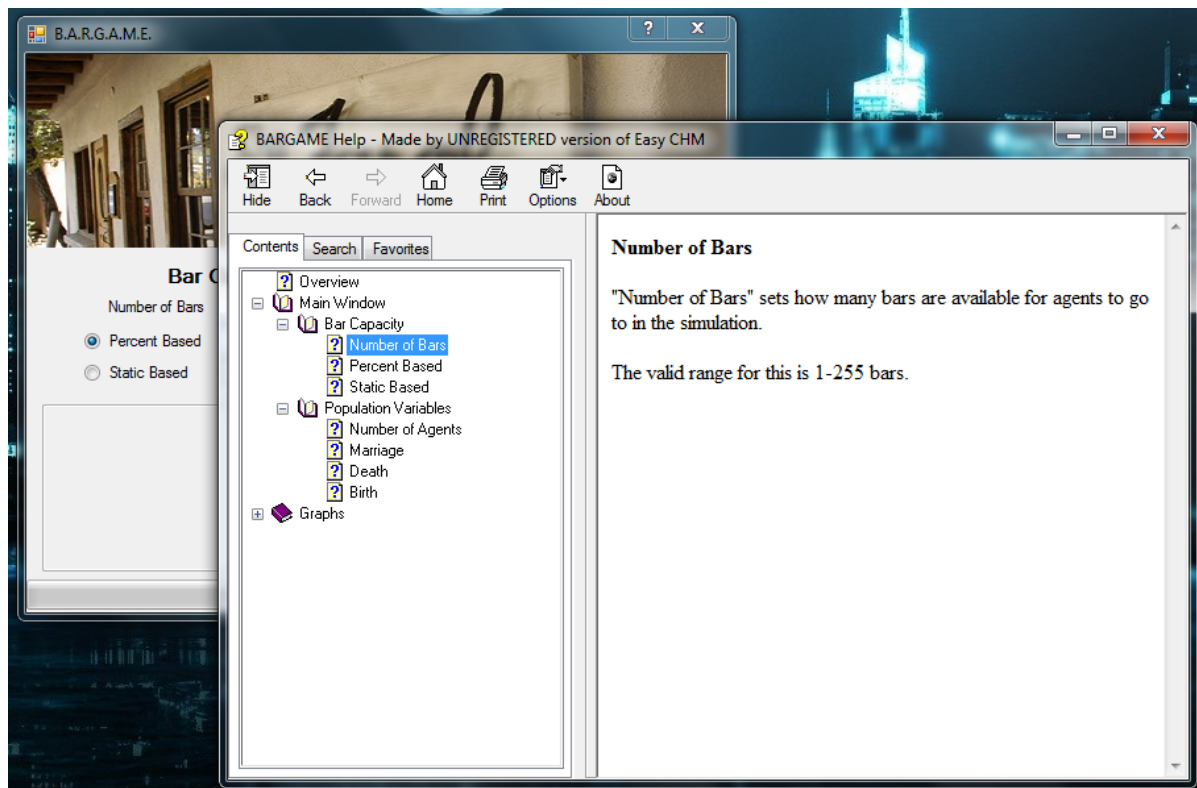 B.A.R.G.A.M.E.
BARGAME Help - Made by UNREGISTERED version of Easy CHM
Hide Back Forward Home Print Options About
Contents Search Favorites
Overview
Main Window
Bar Capacity
Number of Bars
Percent Based
Static Based
Population Variables
Number of Agents
Marriage
Death
Birth
Graphs
Number of Bars
"Number of Bars" sets how many bars are available for agents to go
to in the simulation.
The valid range for this is 1-255 bars.
Bar
Number of Bars
Percent Based
Static Based